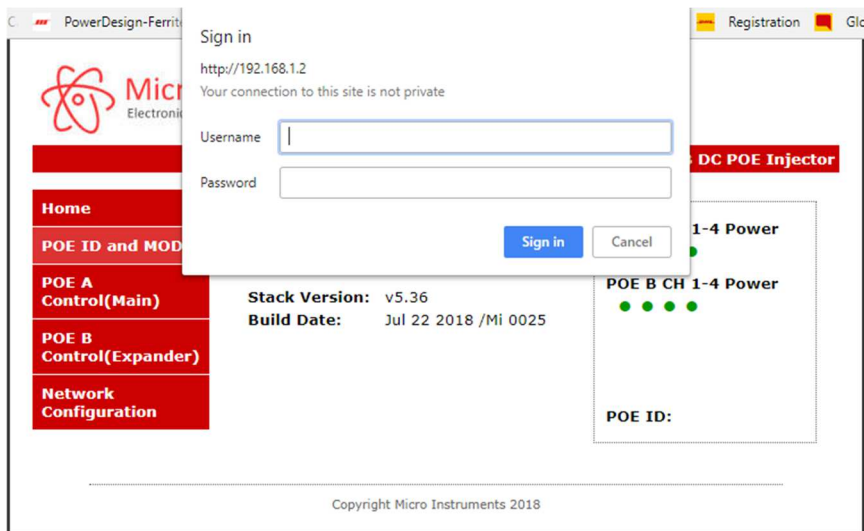 PowerDesign-Ferrit
Registration
Glo
Sign in
http://192.168.1.2
Your connection to this site is not private
Username
Password
Sign in
Cancel
Micr
Electronic
DC POE Injector
Home
POE ID and MOD
POE A
Control(Main)
POE B
Control(Expander)
Network
Configuration
Stack Version: v5.36
Build Date: Jul 22 2018 /Mi 0025
1-4 Power
POE B CH 1-4 Power
POE ID:
Copyright Micro Instruments 2018